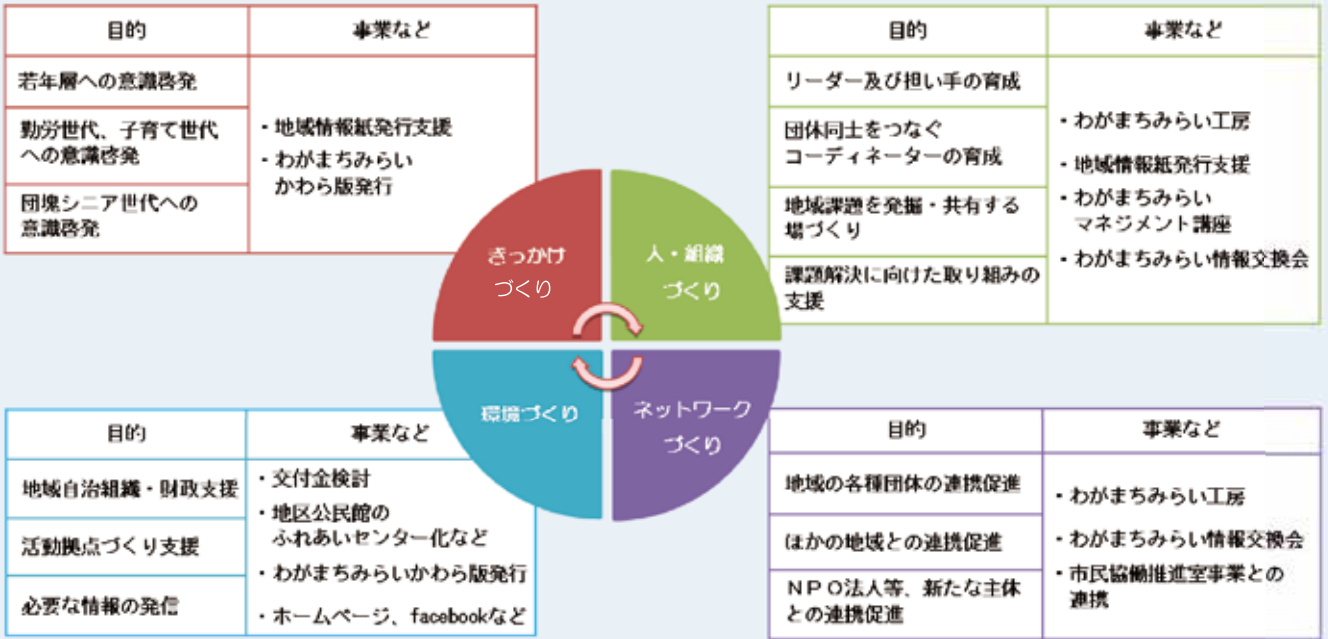 目的
事業など
若年層への意識啓発
勤労世代、子育て世代
への意識啓発
団塊シニア世代への
意識啓発
・地域情報紙発行支援
・わがまちみらい
かわら版発行
目的
事業など
リーダー及び担い手の育成
団体同士をつなぐ
コーディネーターの育成
地域課題を発掘・共有する
場づくり
課題解決に向けた取り組みの
支援
・わがまちみらい工房
・地域情報紙発行支援
・わがまちみらい
マネジメント講座
・わがまちみらい情報交換会
きっかけ
づくり
人・組織
づくり
環境づくり
ネットワーク
づくり
目的
事業など
地域自治組織・財政支援
活動拠点づくり支援
必要な情報の発信
・交付金検討
・地区公民館の
ふれあいセンター化など
・わがまちみらいかわら版発行
・ホームページ、facebookなど
目的
事業など
地域の各種団体の連携促進
ほかの地域との連携促進
ＮＰＯ法人等、新たな主体
との連携促進
・わがまちみらい工房
・わがまちみらい情報交換会
・市民協働推進室事業との
連携